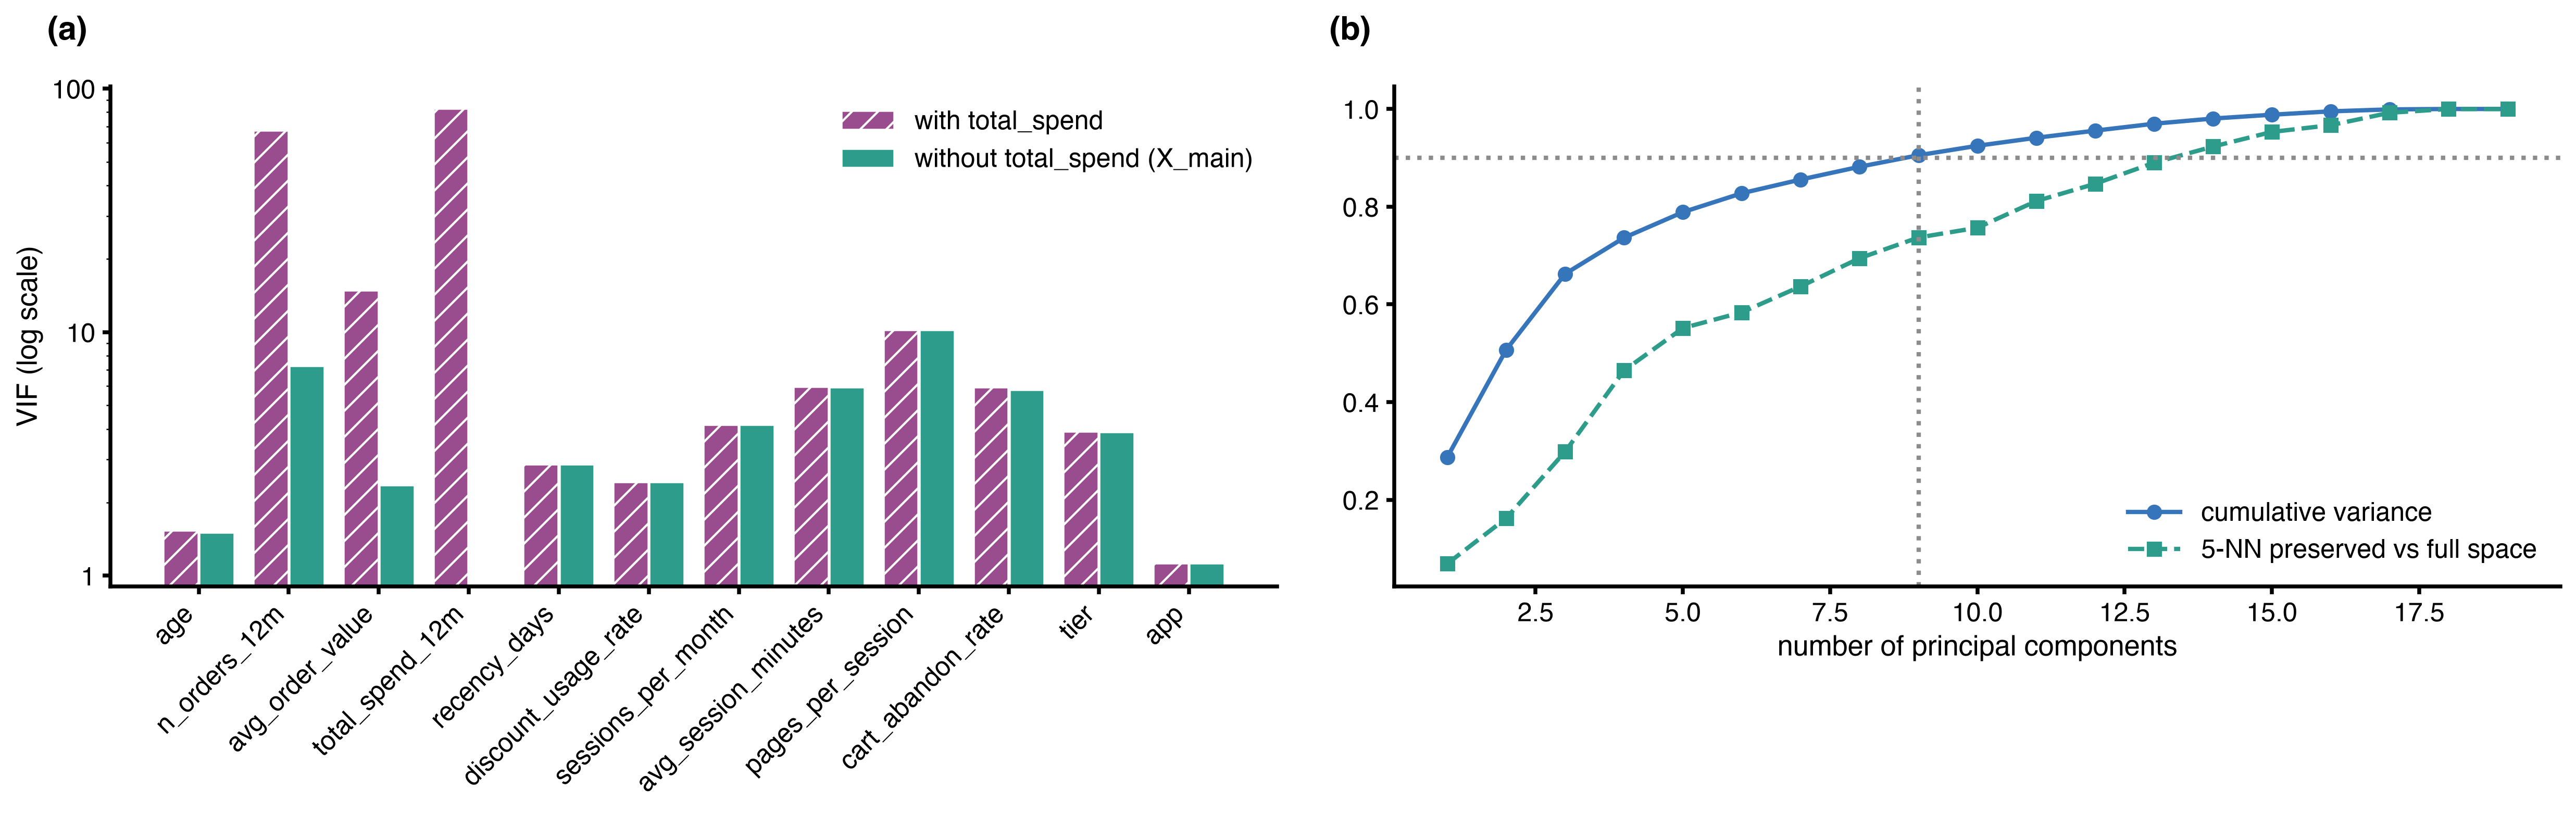 (a)
100
10
1
VIF (log scale)
with total_spend
without total_spend (X_main)
age
n_orders_12m
avg_order_value
total_spend_12m
recency_days
discount_usage_rate
sessions_per_month
avg_session_minutes
pages_per_session
cart_abandon_rate
tier
app
(b)
1.0
0.8
0.6
0.4
0.2
cumulative variance
5-NN preserved vs full space
2.5 5.0 7.5 10.0 12.5 15.0 17.5
number of principal components